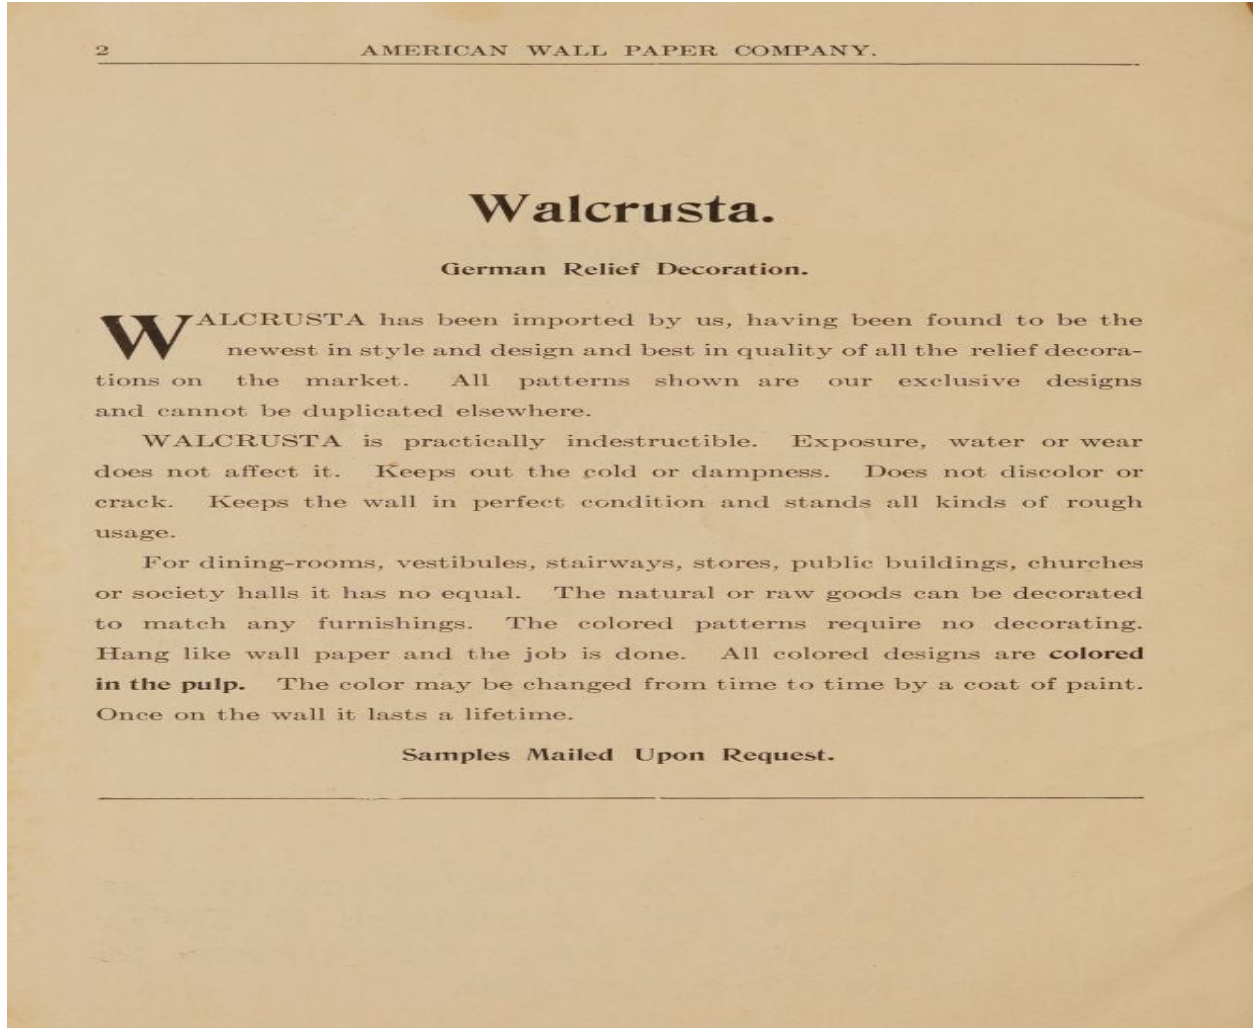 2 AMERICAN WALL PAPER COMPANY.
Walcrusta.
German Relief Decoration.
WALCRUSTA has been imported by us, having been found to be the
newest in style and design and best in quality of all the relief decora-
tions on the market. All patterns shown are our exclusive designs
and cannot be duplicated elsewhere.
WALCRUSTA is practically indestructible. Exposure, water or wear
does not affect it. Keeps out the cold or dampness. Does not discolor or
crack. Keeps the wall in perfect condition and stands all kinds of rough
usage.
For dining-rooms, vestibules, stairways, stores, public buildings, churches
or society halls it has no equal. The natural or raw goods can be decorated
to match any furnishings. The colored patterns require no decorating.
Hang like wall paper and the job is done. All colored designs are colored
in the pulp. The color may be changed from time to time by a coat of paint.
Once on the wall it lasts a lifetime.
Samples Mailed Upon Request.